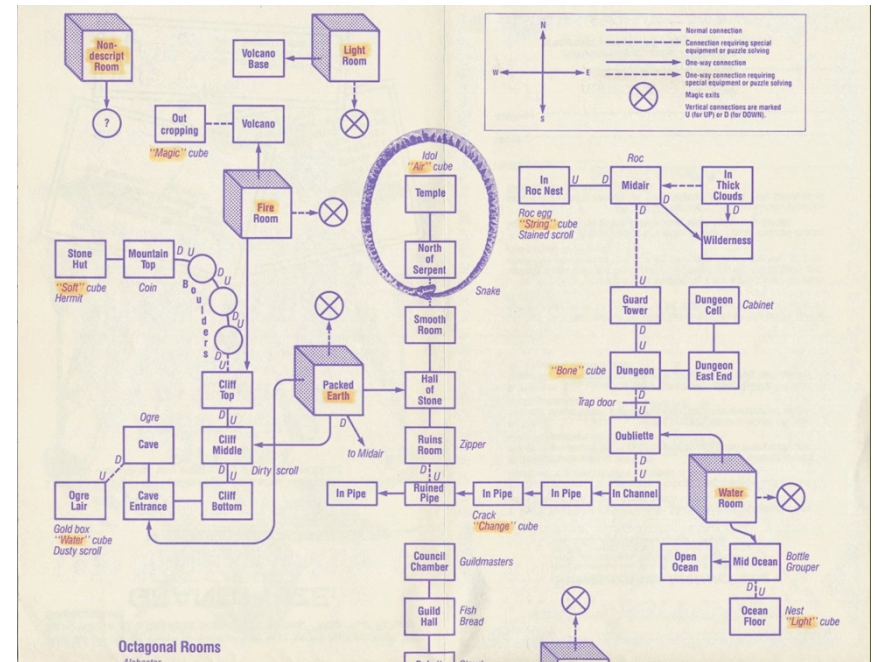 Non-
descript
Room
?
Volcano
Base
Light
Room
Out
cropping
Volcano
"Magic" cube
Fire
Room
N
W
E
S
Normal connection
Connection requiring special
equipment or puzzle solving
One-way connection
One-way connection requiring
special equipment or puzzle solving
Magic exits
Vertical connections are marked
U (for UP) or D (for DOWN).
Idol
"Air" cube
Temple
North
of
Serpent
Snake
Smooth
Room
Hall
of
Stone
Ruins
Room
Zipper
D
U
Ruined
Pipe
In Pipe
In Pipe
In Pipe
In Channel
Crack
"Change" cube
Roc
In
Roc Nest
U
D
Midair
In
Thick
Clouds
D
D
D
Wilderness
Roc egg
"String" cube
Stained scroll
U
Guard
Tower
D
U
Dungeon
Cell
Cabinet
"Bone" cube
Dungeon
Dungeon
East End
Trap door
D
U
Oubliette
D
U
Water
Room
Open
Ocean
Mid Ocean
Bottle
Grouper
D
U
Ocean
Floor
Nest
"Light" cube
Stone
Hut
Mountain
Top
D
U
"Soft" cube
Hermit
Coin
Boulders
D
U
D
U
D
U
Cliff
Top
D
U
Packed
Earth
D
to Midair
Ogre
Cave
Cliff
Middle
Dirty scroll
D
U
D
U
Ogre
Lair
Cave
Entrance
Cliff
Bottom
Gold box
"Water" cube
Dusty scroll
Council
Chamber
Guildmasters
Guild
Hall
Fish
Bread
Octagonal Rooms